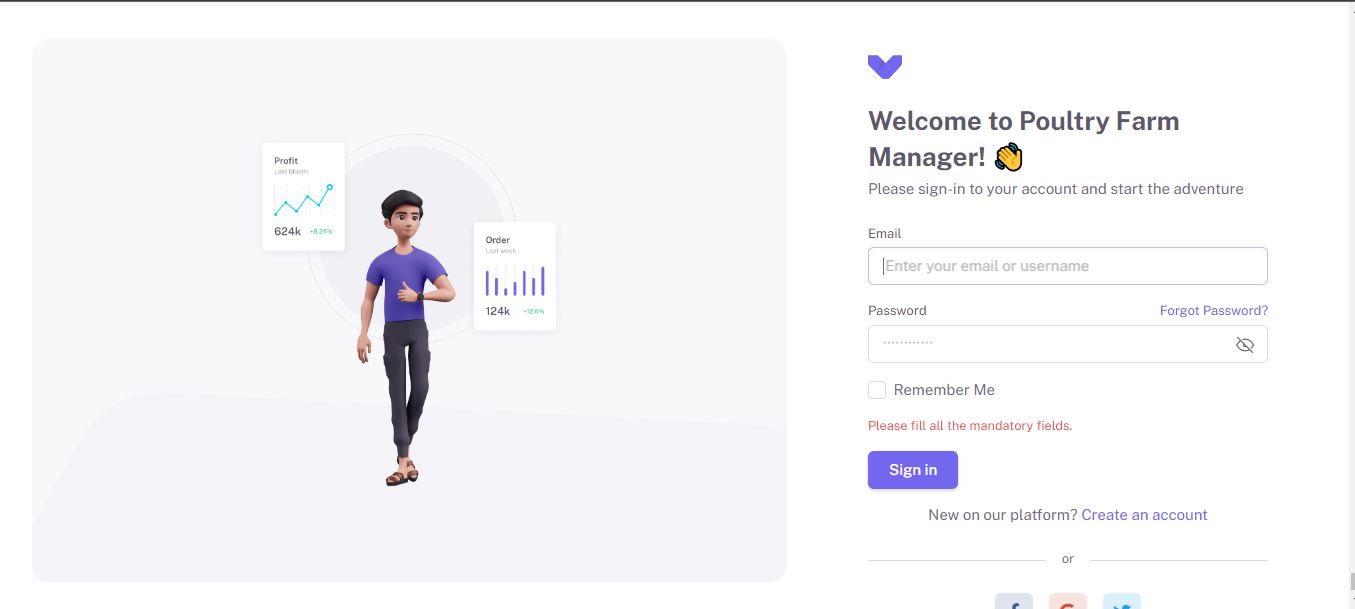 Profit
Last Month
624k
+8.24%
Order
Last week
124k
+12.6%
Welcome to Poultry Farm
Manager! 👋
Please sign-in to your account and start the adventure
Email
Enter your email or username
Password
Forgot Password?
············
Remember Me
Please fill all the mandatory fields.
Sign in
New on our platform? Create an account
or